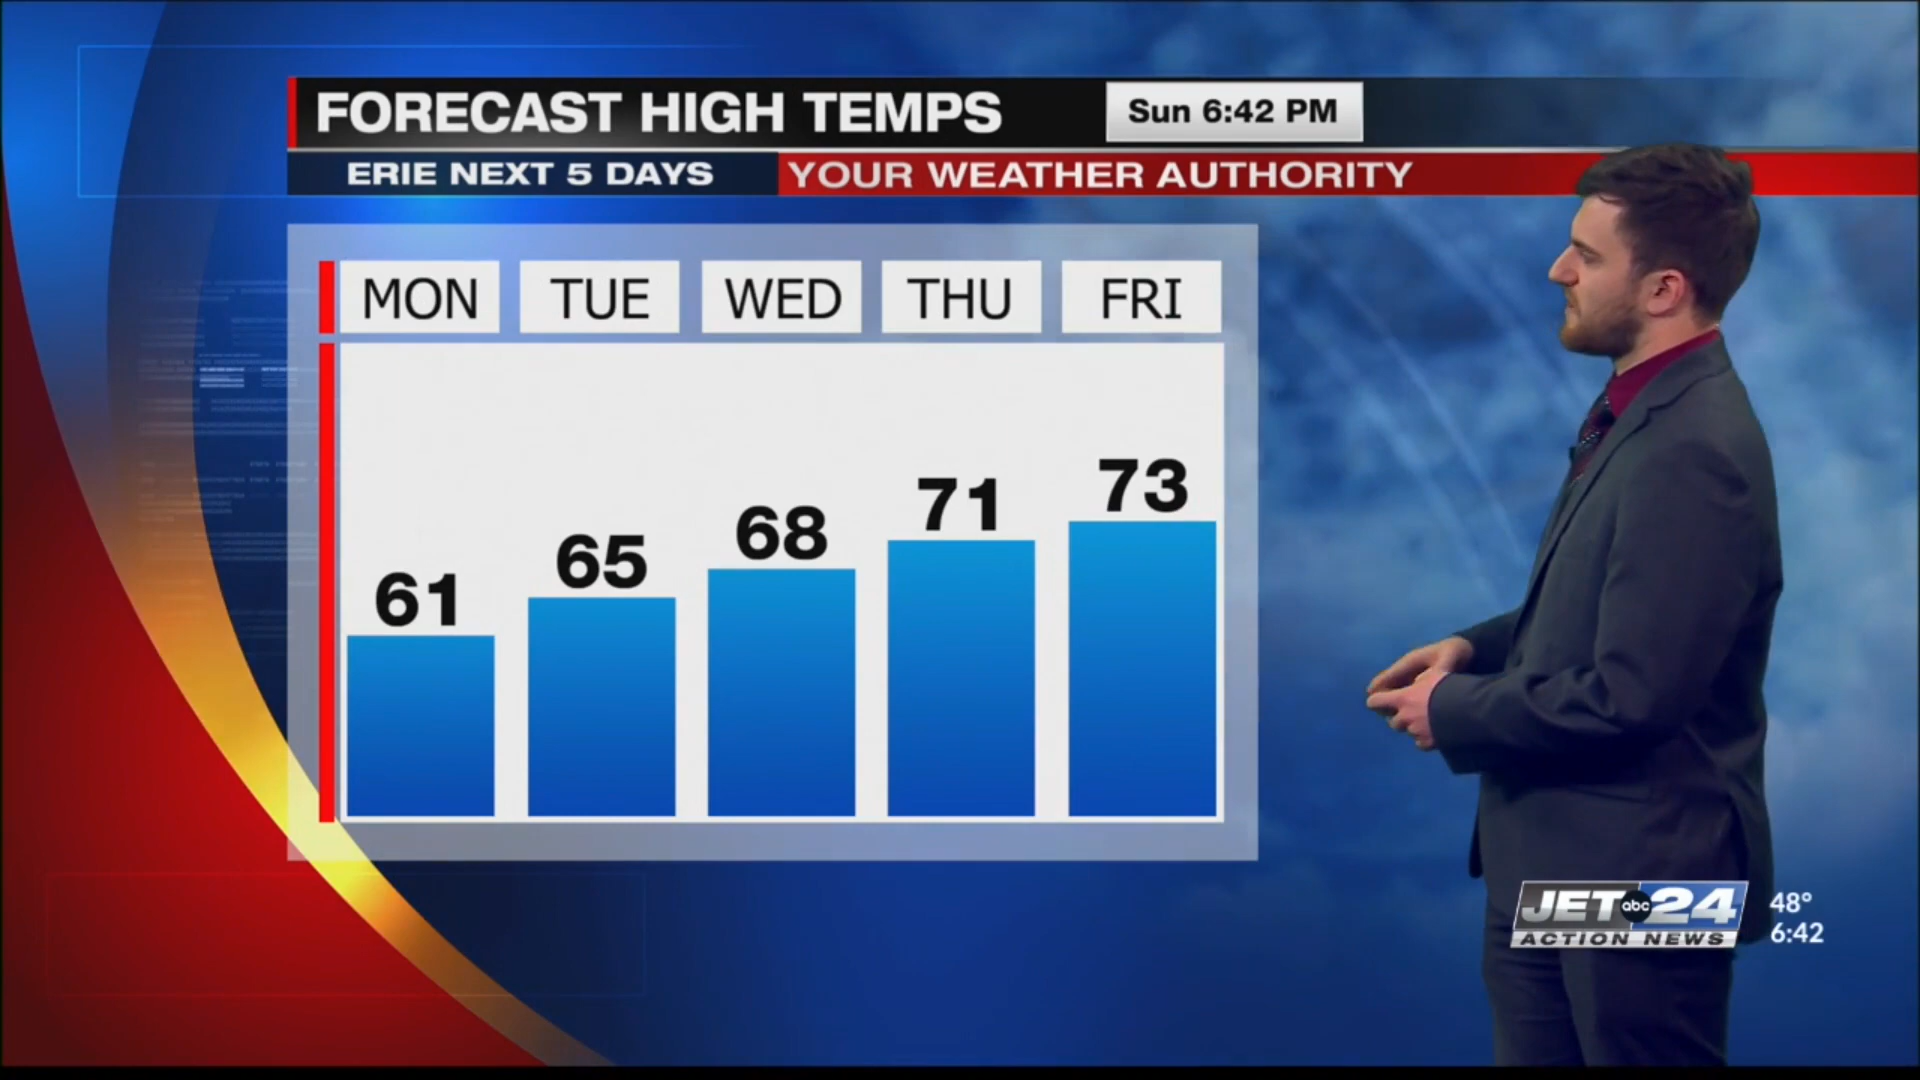 FORECAST HIGH TEMPS
Sun 6:42 PM
ERIE NEXT 5 DAYS
YOUR WEATHER AUTHORITY
MON TUE WED THU FRI
61 65 68 71 73
JET abc 24
ACTION NEWS
48°
6:42